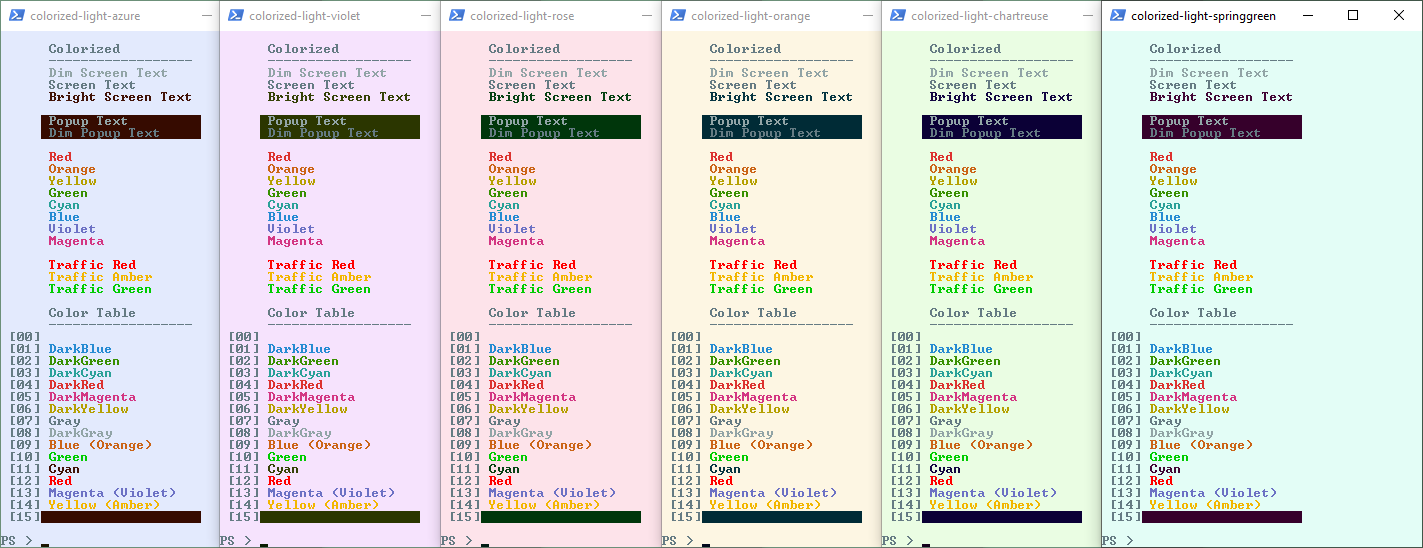 colorized-light-azure
Colorized
Dim Screen Text
Screen Text
Bright Screen Text
Popup Text
Dim Popup Text
Red
Orange
Yellow
Green
Cyan
Blue
Violet
Magenta
Traffic Red
Traffic Amber
Traffic Green
Color Table
[00]
[01] DarkBlue
[02] DarkGreen
[03] DarkCyan
[04] DarkRed
[05] DarkMagenta
[06] DarkYellow
[07] Gray
[08] DarkGray
[09] Blue (Orange)
[10] Green
[11] Cyan
[12] Red
[13] Magenta (Violet)
[14] Yellow (Amber)
[15]
PS >
colorized-light-violet
Colorized
Dim Screen Text
Screen Text
Bright Screen Text
Popup Text
Dim Popup Text
Red
Orange
Yellow
Green
Cyan
Blue
Violet
Magenta
Traffic Red
Traffic Amber
Traffic Green
Color Table
[00]
[01] DarkBlue
[02] DarkGreen
[03] DarkCyan
[04] DarkRed
[05] DarkMagenta
[06] DarkYellow
[07] Gray
[08] DarkGray
[09] Blue (Orange)
[10] Green
[11] Cyan
[12] Red
[13] Magenta (Violet)
[14] Yellow (Amber)
[15]
PS >
colorized-light-rose
Colorized
Dim Screen Text
Screen Text
Bright Screen Text
Popup Text
Dim Popup Text
Red
Orange
Yellow
Green
Cyan
Blue
Violet
Magenta
Traffic Red
Traffic Amber
Traffic Green
Color Table
[00]
[01] DarkBlue
[02] DarkGreen
[03] DarkCyan
[04] DarkRed
[05] DarkMagenta
[06] DarkYellow
[07] Gray
[08] DarkGray
[09] Blue (Orange)
[10] Green
[11] Cyan
[12] Red
[13] Magenta (Violet)
[14] Yellow (Amber)
[15]
PS >
colorized-light-orange
Colorized
Dim Screen Text
Screen Text
Bright Screen Text
Popup Text
Dim Popup Text
Red
Orange
Yellow
Green
Cyan
Blue
Violet
Magenta
Traffic Red
Traffic Amber
Traffic Green
Color Table
[00]
[01] DarkBlue
[02] DarkGreen
[03] DarkCyan
[04] DarkRed
[05] DarkMagenta
[06] DarkYellow
[07] Gray
[08] DarkGray
[09] Blue (Orange)
[10] Green
[11] Cyan
[12] Red
[13] Magenta (Violet)
[14] Yellow (Amber)
[15]
PS >
colorized-light-chartreuse
Colorized
Dim Screen Text
Screen Text
Bright Screen Text
Popup Text
Dim Popup Text
Red
Orange
Yellow
Green
Cyan
Blue
Violet
Magenta
Traffic Red
Traffic Amber
Traffic Green
Color Table
[00]
[01] DarkBlue
[02] DarkGreen
[03] DarkCyan
[04] DarkRed
[05] DarkMagenta
[06] DarkYellow
[07] Gray
[08] DarkGray
[09] Blue (Orange)
[10] Green
[11] Cyan
[12] Red
[13] Magenta (Violet)
[14] Yellow (Amber)
[15]
PS >
colorized-light-springgreen
Colorized
Dim Screen Text
Screen Text
Bright Screen Text
Popup Text
Dim Popup Text
Red
Orange
Yellow
Green
Cyan
Blue
Violet
Magenta
Traffic Red
Traffic Amber
Traffic Green
Color Table
[00]
[01] DarkBlue
[02] DarkGreen
[03] DarkCyan
[04] DarkRed
[05] DarkMagenta
[06] DarkYellow
[07] Gray
[08] DarkGray
[09] Blue (Orange)
[10] Green
[11] Cyan
[12] Red
[13] Magenta (Violet)
[14] Yellow (Amber)
[15]
PS >